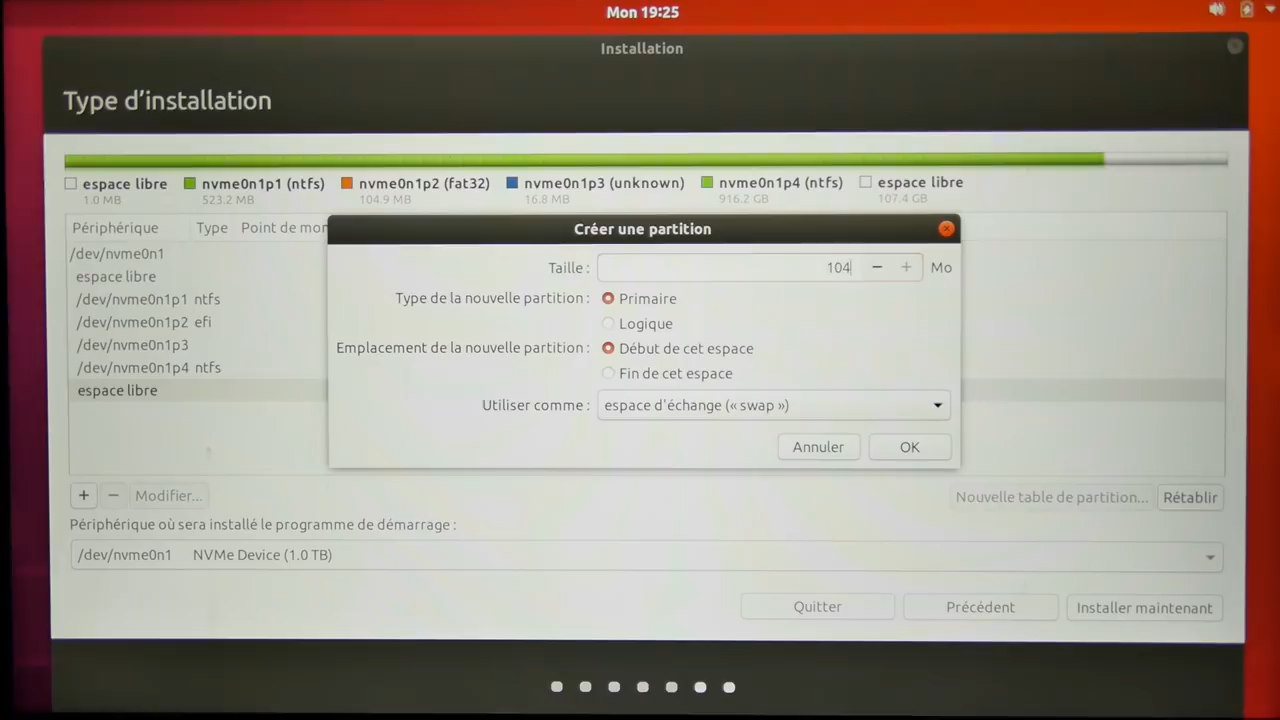 Mon 19:25
Installation
Type d'installation
espace libre
1.0 MB
nvme0n1p1 (ntfs)
523.2 MB
nvme0n1p2 (fat32)
104.9 MB
nvme0n1p3 (unknown)
16.8 MB
nvme0n1p4 (ntfs)
916.2 GB
espace libre
107.4 GB
Périphérique Type Point de mon
/dev/nvme0n1
espace libre
/dev/nvme0n1p1 ntfs
/dev/nvme0n1p2 efi
/dev/nvme0n1p3
/dev/nvme0n1p4 ntfs
espace libre
Créer une partition
Taille : 104 − + Mo
Type de la nouvelle partition : Primaire
Logique
Emplacement de la nouvelle partition : Début de cet espace
Fin de cet espace
Utiliser comme : espace d'échange (« swap »)
Annuler OK
+ − Modifier... Nouvelle table de partition... Rétablir
Périphérique où sera installé le programme de démarrage :
/dev/nvme0n1 NVMe Device (1.0 TB)
Quitter Précédent Installer maintenant